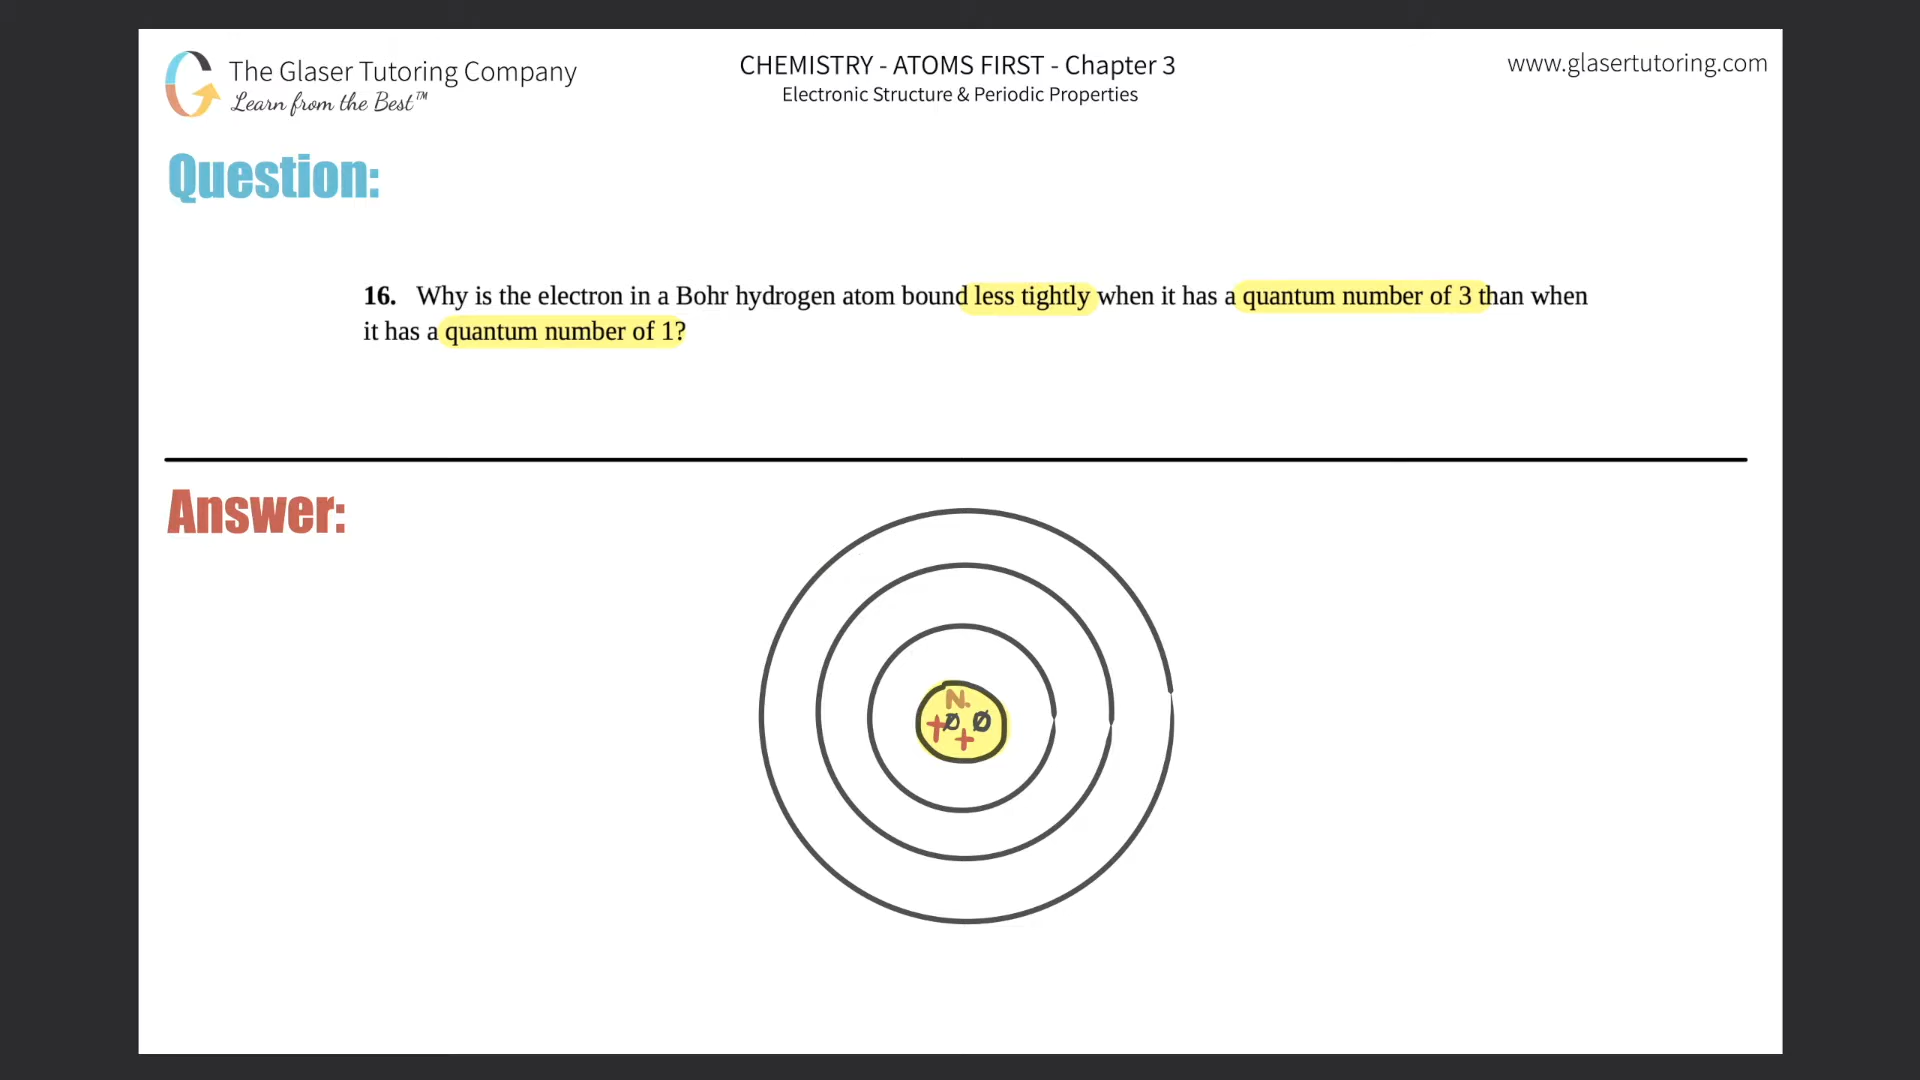 The Glaser Tutoring Company
Learn from the Best™
CHEMISTRY - ATOMS FIRST - Chapter 3
Electronic Structure & Periodic Properties
www.glasertutoring.com
Question:
16. Why is the electron in a Bohr hydrogen atom bound less tightly when it has a quantum number of 3 than when
it has a quantum number of 1?
Answer:
N.
+ø ø
+